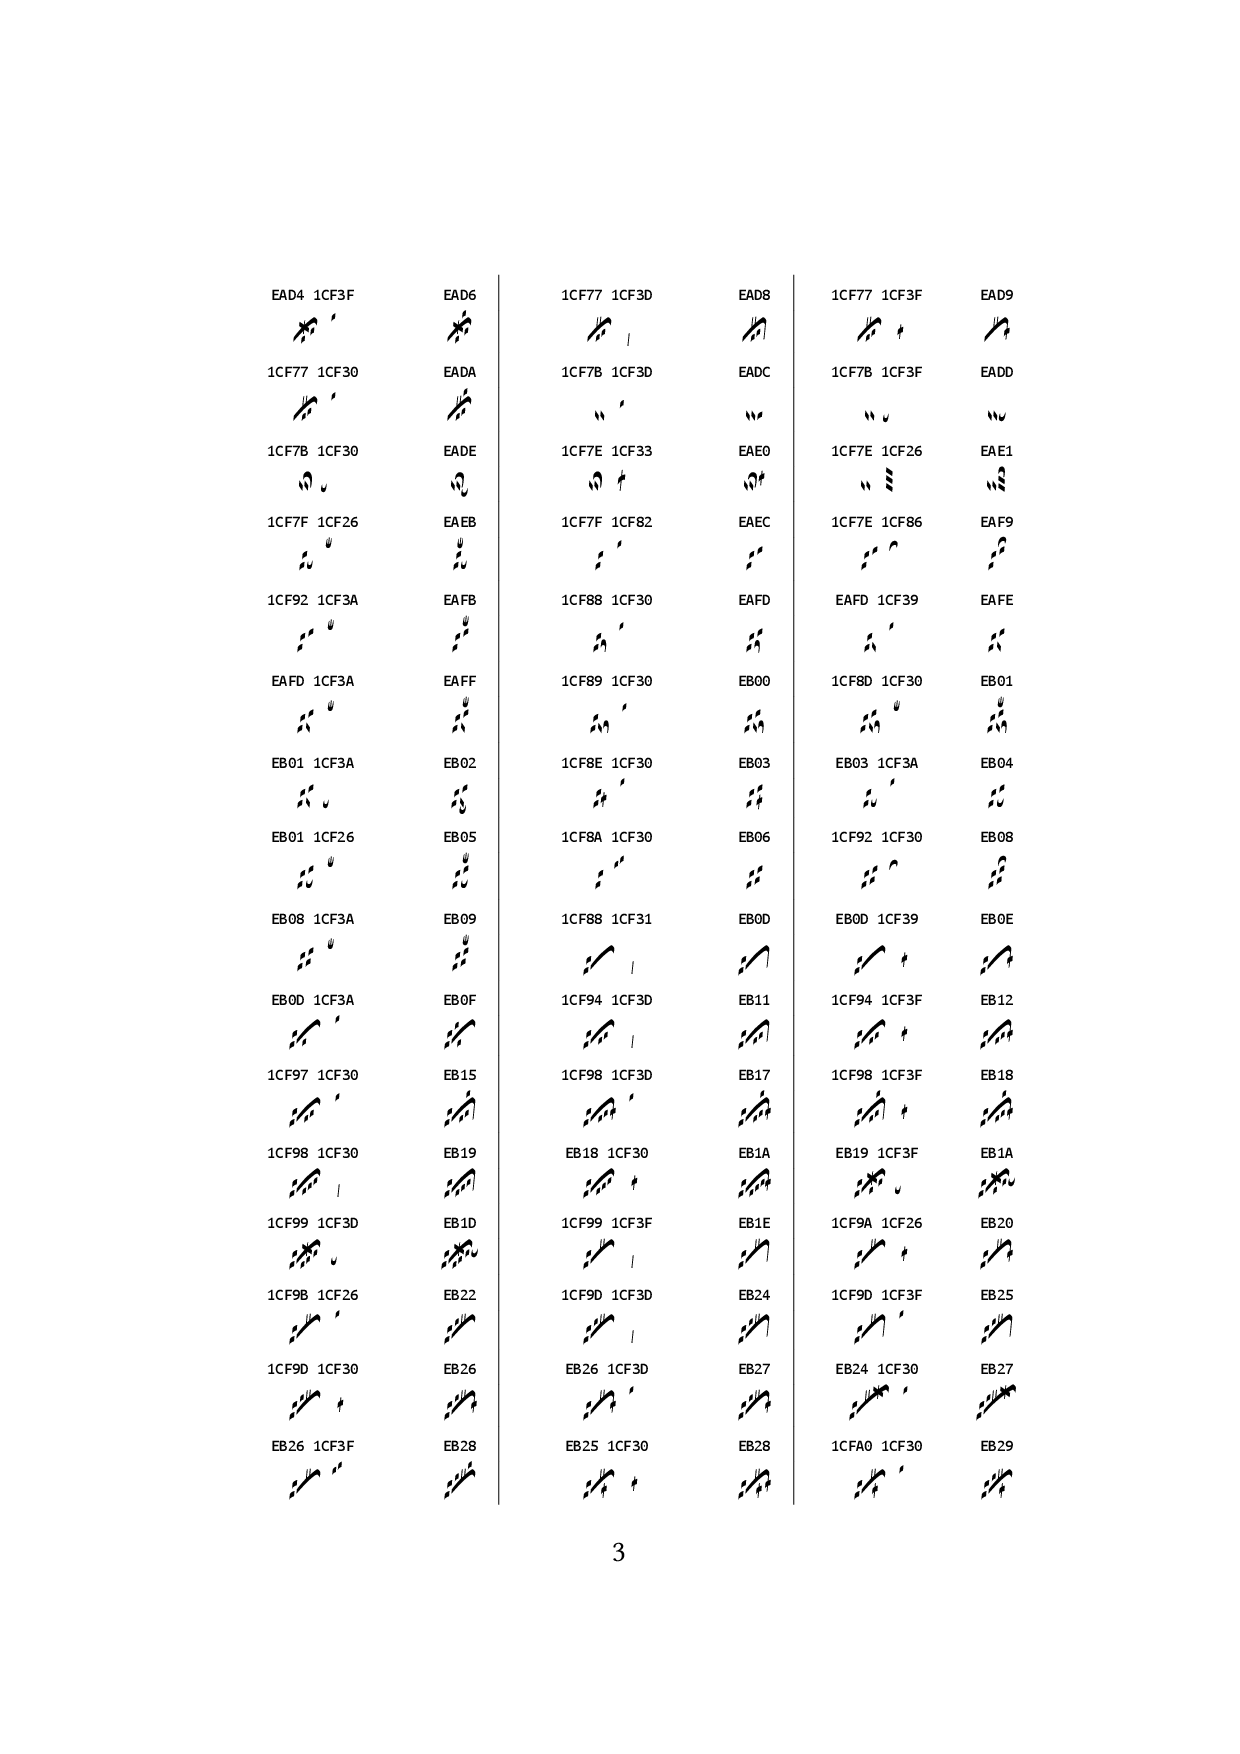 EAD4 1CF3F EAD6 1CF77 1CF3D EAD8 1CF77 1CF3F EAD9
1CF77 1CF30 EADA 1CF7B 1CF3D EADC 1CF7B 1CF3F EADD
1CF7B 1CF30 EADE 1CF7E 1CF33 EAE0 1CF7E 1CF26 EAE1
1CF7F 1CF26 EAEB 1CF7F 1CF82 EAEC 1CF7E 1CF86 EAF9
1CF92 1CF3A EAFB 1CF88 1CF30 EAFD EAFD 1CF39 EAFE
EAFD 1CF3A EAFF 1CF89 1CF30 EB00 1CF8D 1CF30 EB01
EB01 1CF3A EB02 1CF8E 1CF30 EB03 EB03 1CF3A EB04
EB01 1CF26 EB05 1CF8A 1CF30 EB06 1CF92 1CF30 EB08
EB08 1CF3A EB09 1CF88 1CF31 EB0D EB0D 1CF39 EB0E
EB0D 1CF3A EB0F 1CF94 1CF3D EB11 1CF94 1CF3F EB12
1CF97 1CF30 EB15 1CF98 1CF3D EB17 1CF98 1CF3F EB18
1CF98 1CF30 EB19 EB18 1CF30 EB1A EB19 1CF3F EB1A
1CF99 1CF3D EB1D 1CF99 1CF3F EB1E 1CF9A 1CF26 EB20
1CF9B 1CF26 EB22 1CF9D 1CF3D EB24 1CF9D 1CF3F EB25
1CF9D 1CF30 EB26 EB26 1CF3D EB27 EB24 1CF30 EB27
EB26 1CF3F EB28 EB25 1CF30 EB28 1CFA0 1CF30 EB29
3